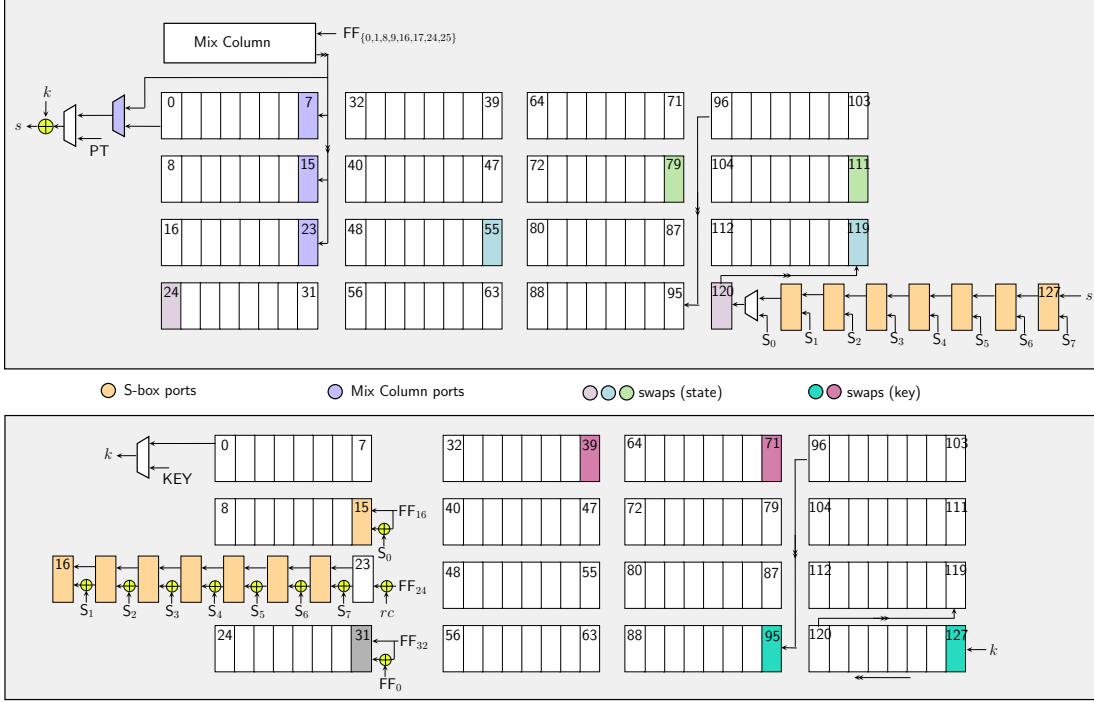 Mix Column
FF{0,1,8,9,16,17,24,25}
k
s
PT
0 7 32 39 64 71 96 103
8 15 40 47 72 79 104 111
16 23 48 55 80 87 112 119
24 31 56 63 88 95 120 127 s
S0 S1 S2 S3 S4 S5 S6 S7
S-box ports Mix Column ports swaps (state) swaps (key)
k
KEY
0 7 32 39 64 71 96 103
8 15 FF16 40 47 72 79 104 111
S0
16 23 FF24 48 55 80 87 112 119
S1 S2 S3 S4 S5 S6 S7 rc
24 31 FF32 56 63 88 95 120 127 k
FF0